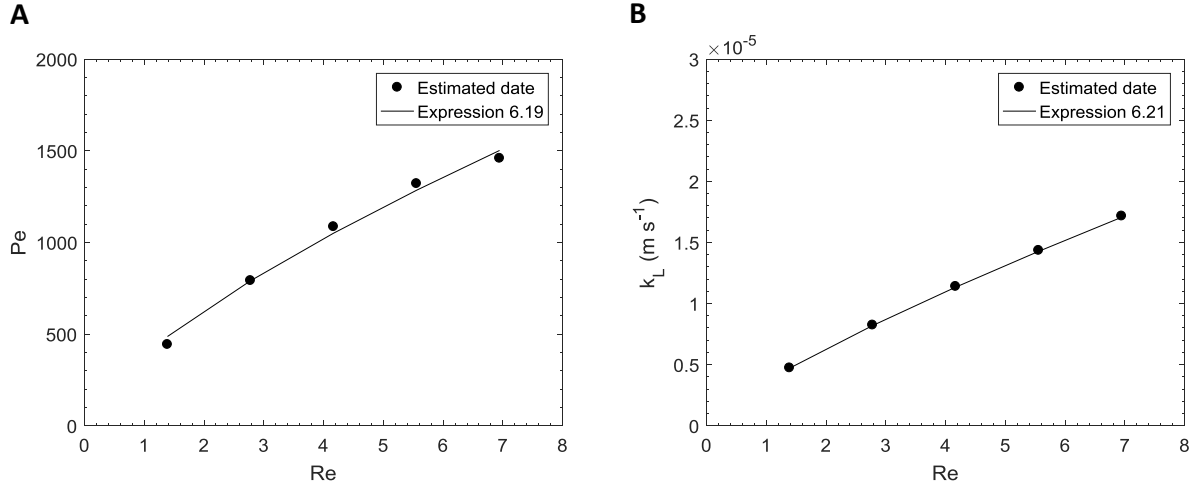 A
2000
1500
1000
500
0
Pe
0 1 2 3 4 5 6 7 8
Re
Estimated date
Expression 6.19
B
×10⁻⁵
3
2.5
2
1.5
1
0.5
0
k_L (m s⁻¹)
0 1 2 3 4 5 6 7 8
Re
Estimated date
Expression 6.21